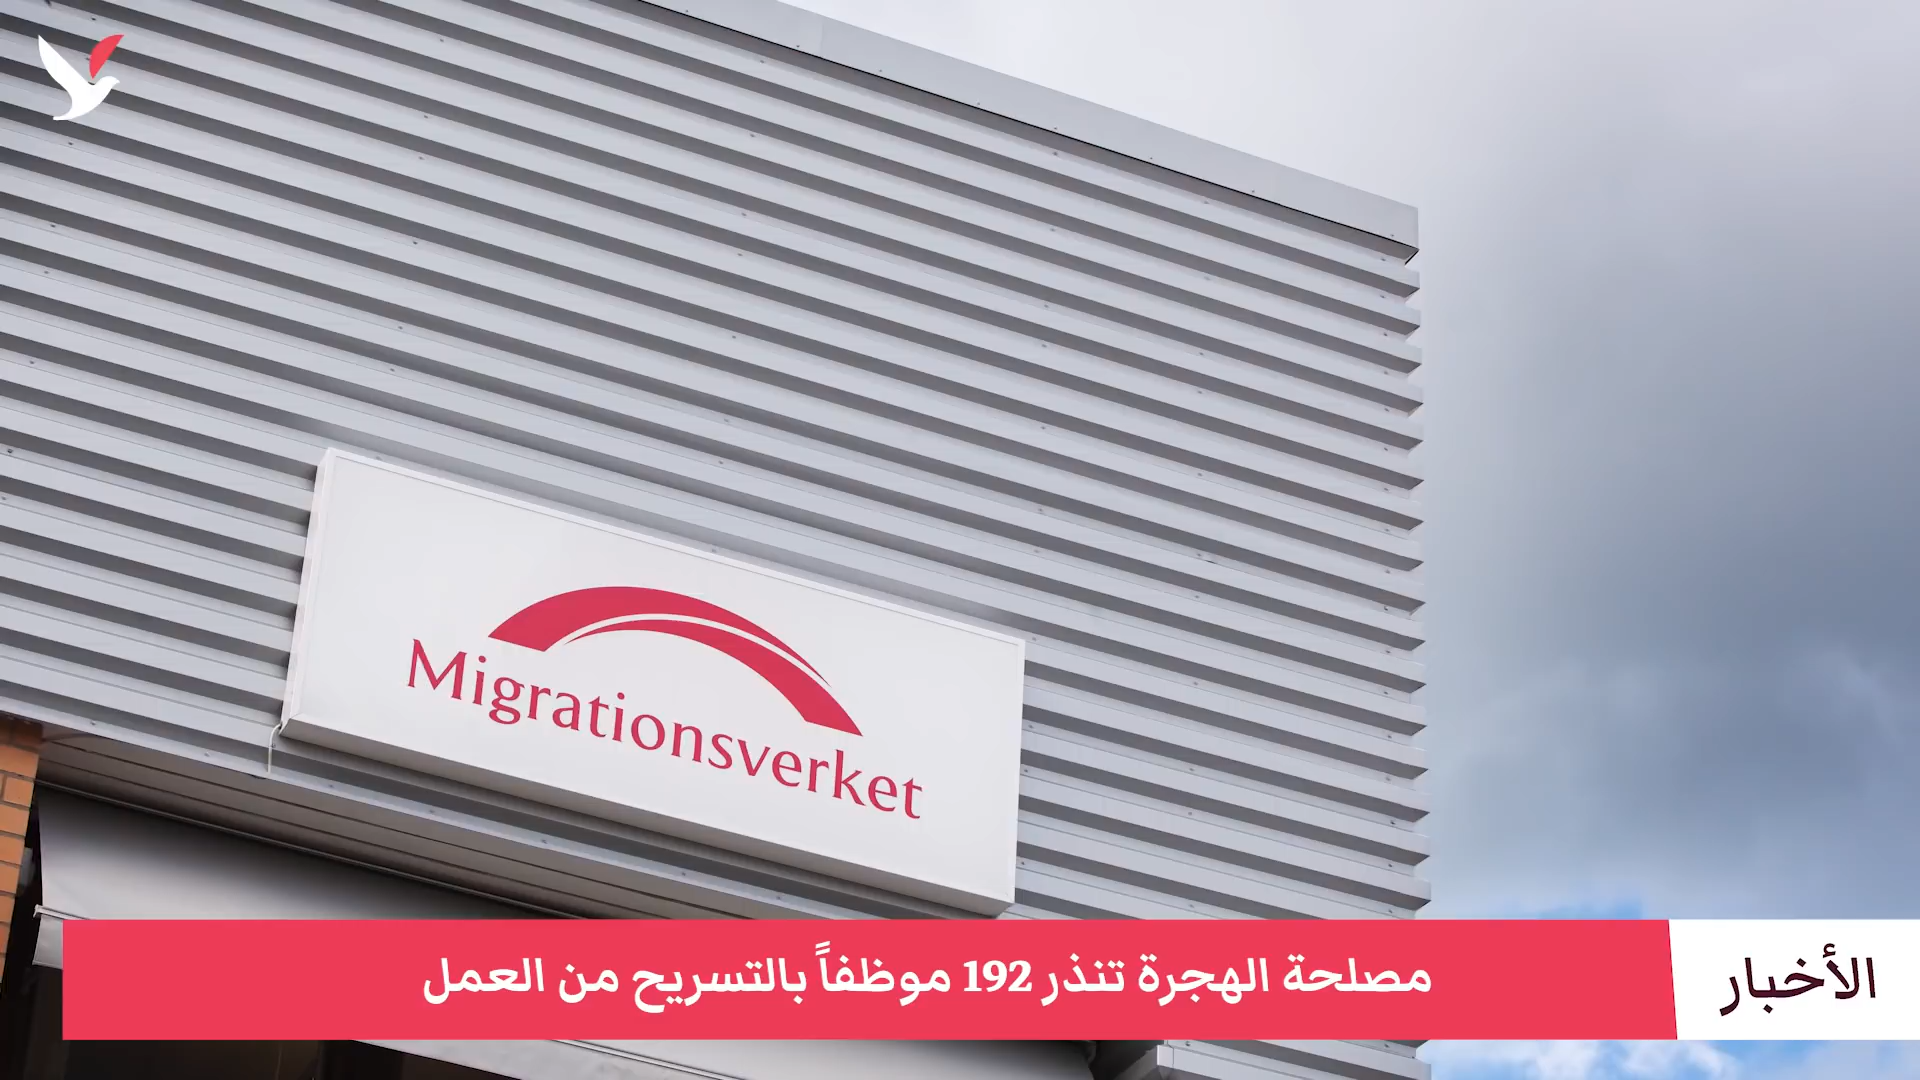 Migrationsverket
مصلحة الهجرة تنذر 192 موظفاً بالتسريح من العمل
الأخبار